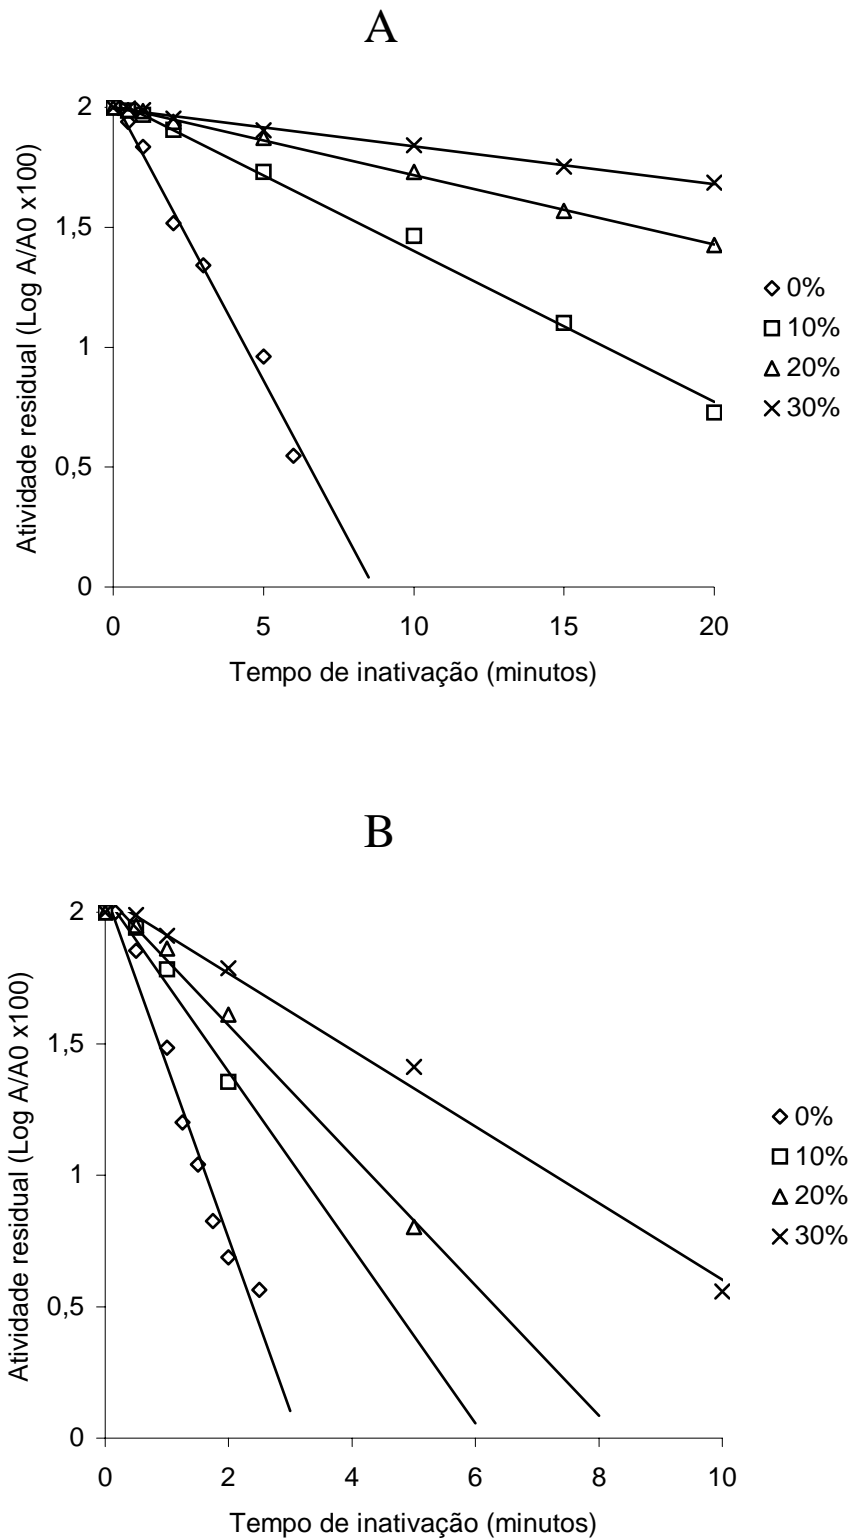 A
Atividade residual (Log A/A0 x100)
2
1,5
1
0,5
0
0 5 10 15 20
Tempo de inativação (minutos)
0%
10%
20%
30%
B
Atividade residual (Log A/A0 x100)
2
1,5
1
0,5
0
0 2 4 6 8 10
Tempo de inativação (minutos)
0%
10%
20%
30%